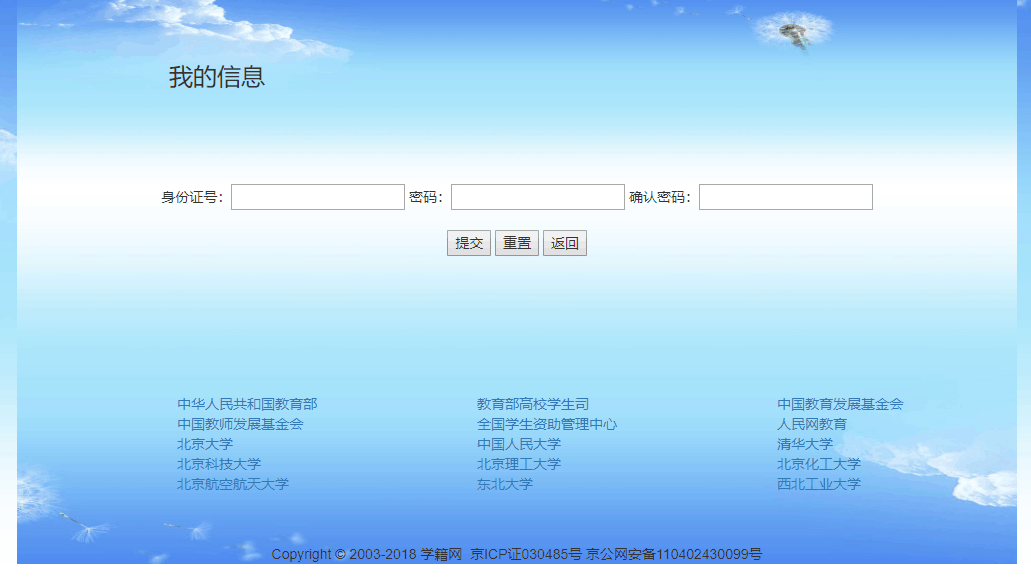 我的信息
身份证号： 密码： 确认密码：
提交 重置 返回
中华人民共和国教育部 教育部高校学生司 中国教育发展基金会
中国教师发展基金会 全国学生资助管理中心 人民网教育
北京大学 中国人民大学 清华大学
北京科技大学 北京理工大学 北京化工大学
北京航空航天大学 东北大学 西北工业大学
Copyright © 2003-2018 学籍网 京ICP证030485号 京公网安备110402430099号